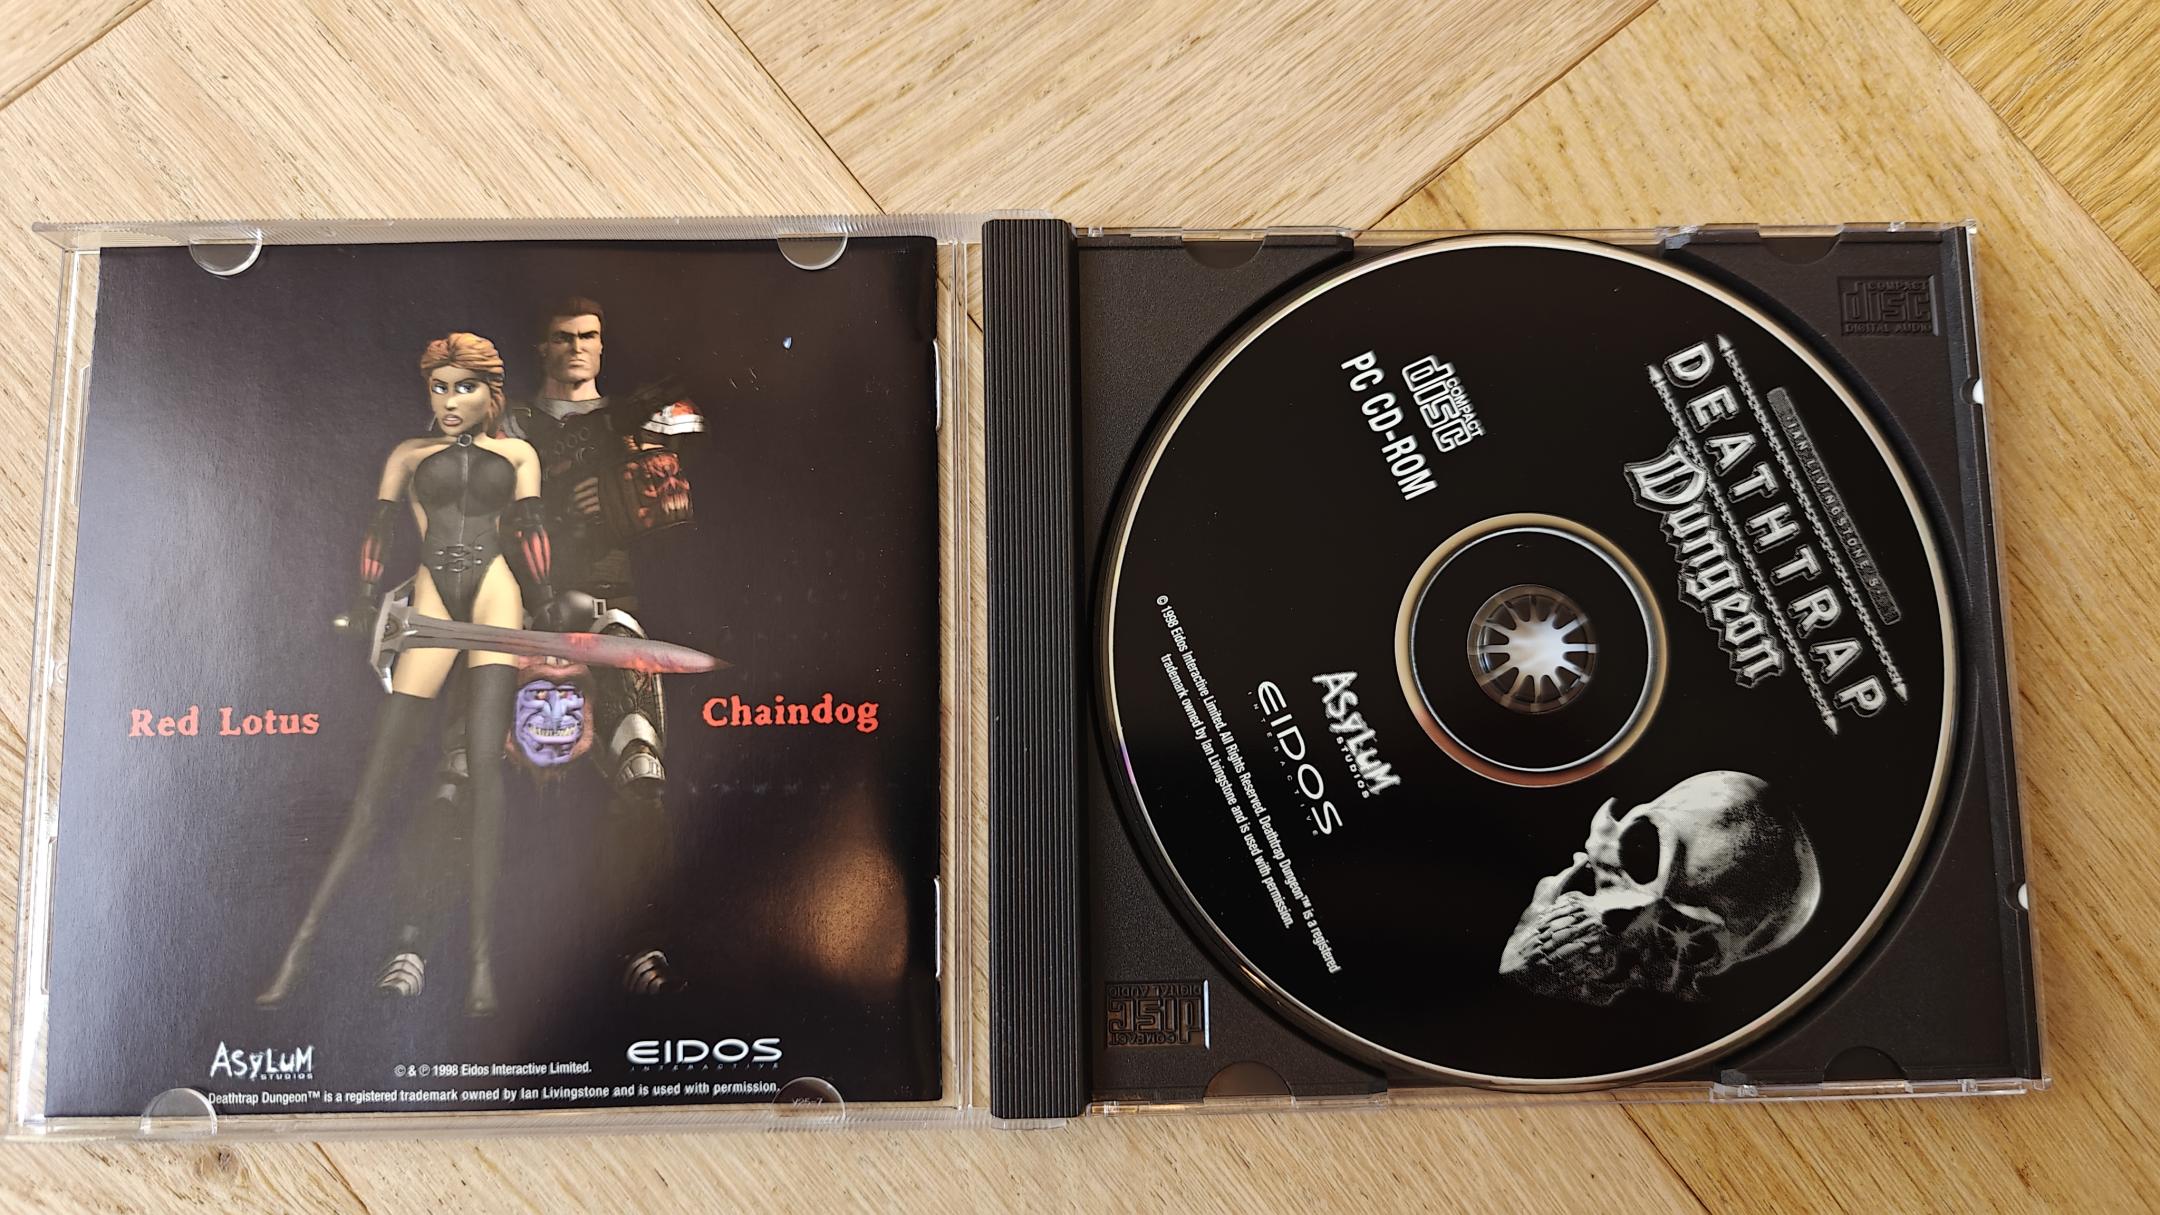 Red Lotus
Chaindog
ASYLUM
STUDIOS
© & ℗ 1998 Eidos Interactive Limited.
EIDOS
INTERACTIVE
Deathtrap Dungeon™ is a registered trademark owned by Ian Livingstone and is used with permission.
COMPACT
disc
DIGITAL AUDIO
IAN LIVINGSTONE'S
DEATHTRAP
Dungeon
COMPACT
disc
PC CD-ROM
ASYLUM
STUDIOS
EIDOS
INTERACTIVE
© 1998 Eidos Interactive Limited. All Rights Reserved. Deathtrap Dungeon™ is a registered
trademark owned by Ian Livingstone and is used with permission.
COMPACT
disc
DIGITAL AUDIO